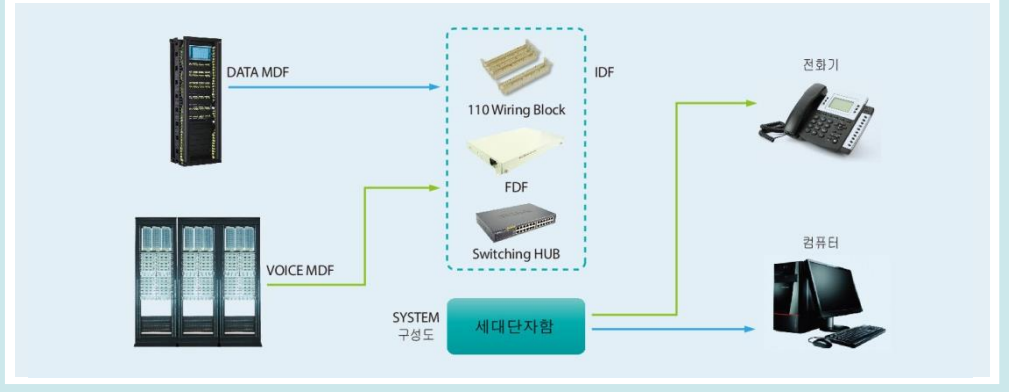 DATA MDF
IDF
전화기
110 Wiring Block
FDF
Switching HUB
VOICE MDF
컴퓨터
SYSTEM
구성도
세대단자함